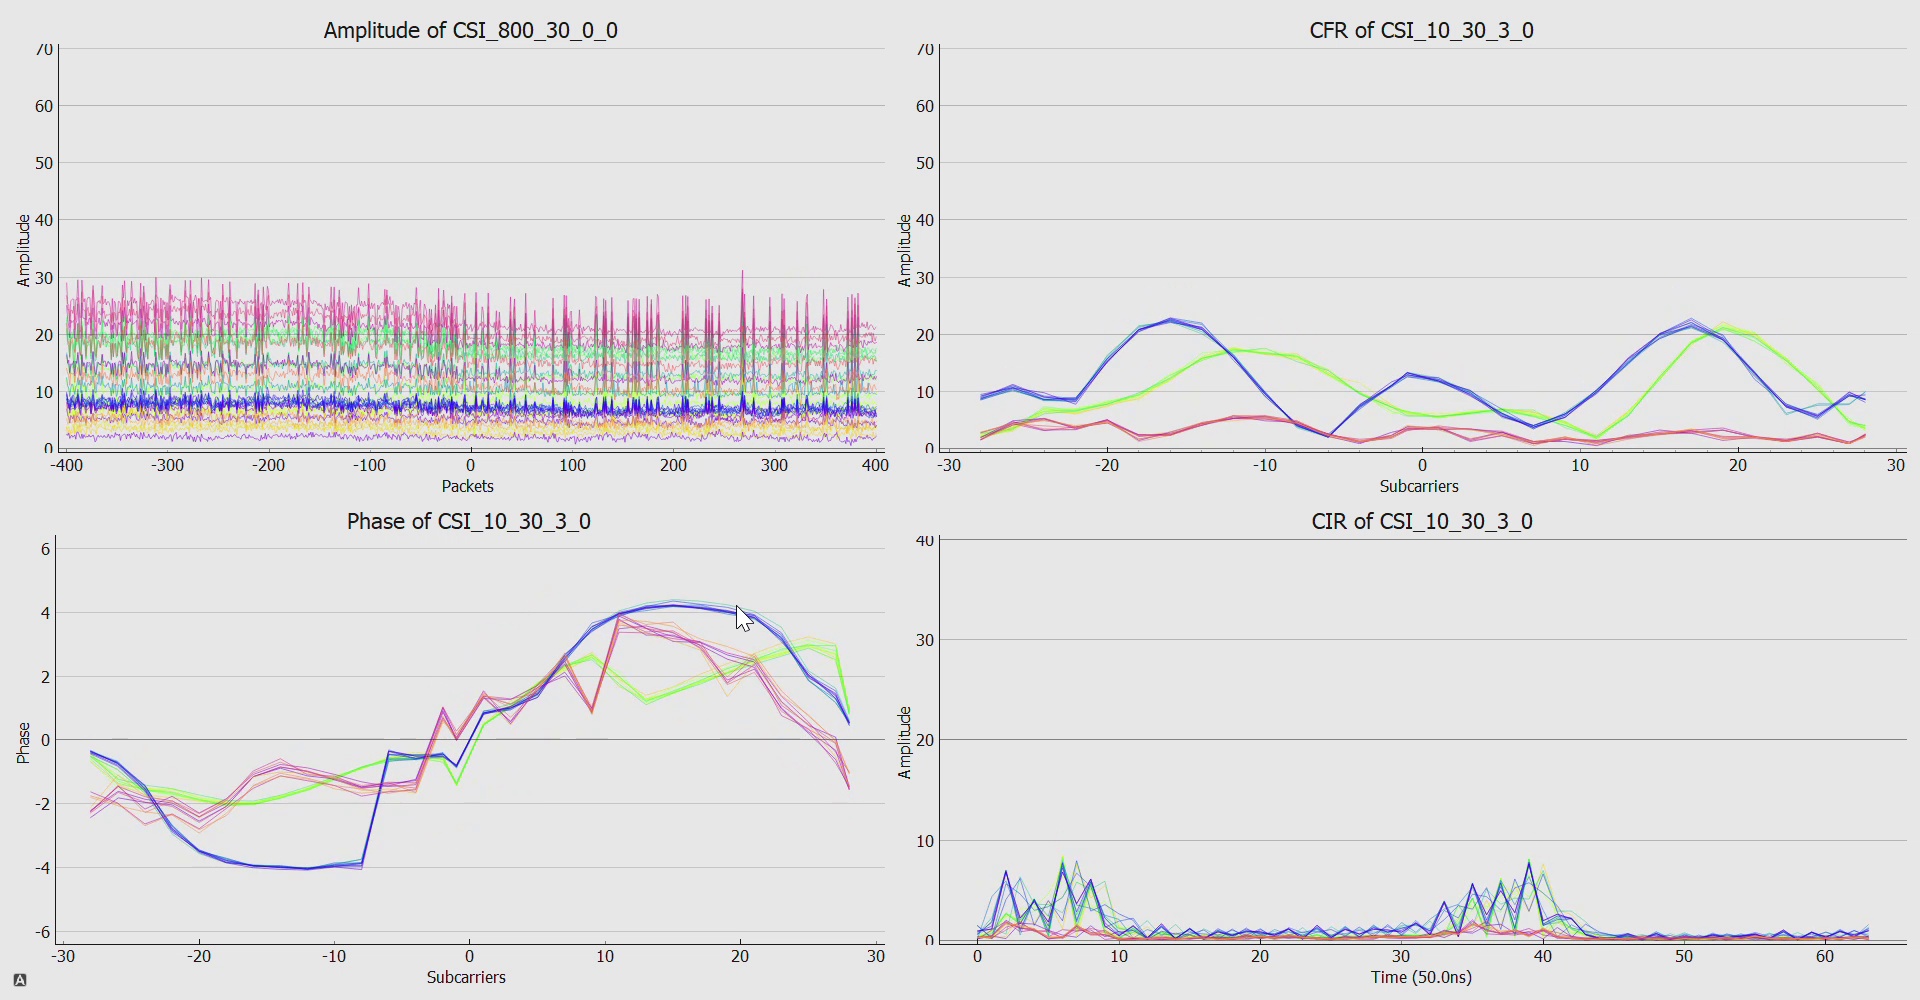 Amplitude of CSI_800_30_0_0
70
60
50
40
30
20
10
0
Amplitude
-400 -300 -200 -100 0 100 200 300 400
Packets
CFR of CSI_10_30_3_0
70
60
50
40
30
20
10
0
Amplitude
-30 -20 -10 0 10 20 30
Subcarriers
Phase of CSI_10_30_3_0
6
4
2
0
-2
-4
-6
Phase
-30 -20 -10 0 10 20 30
Subcarriers
A
CIR of CSI_10_30_3_0
40
30
20
10
0
Amplitude
0 10 20 30 40 50 60
Time (50.0ns)